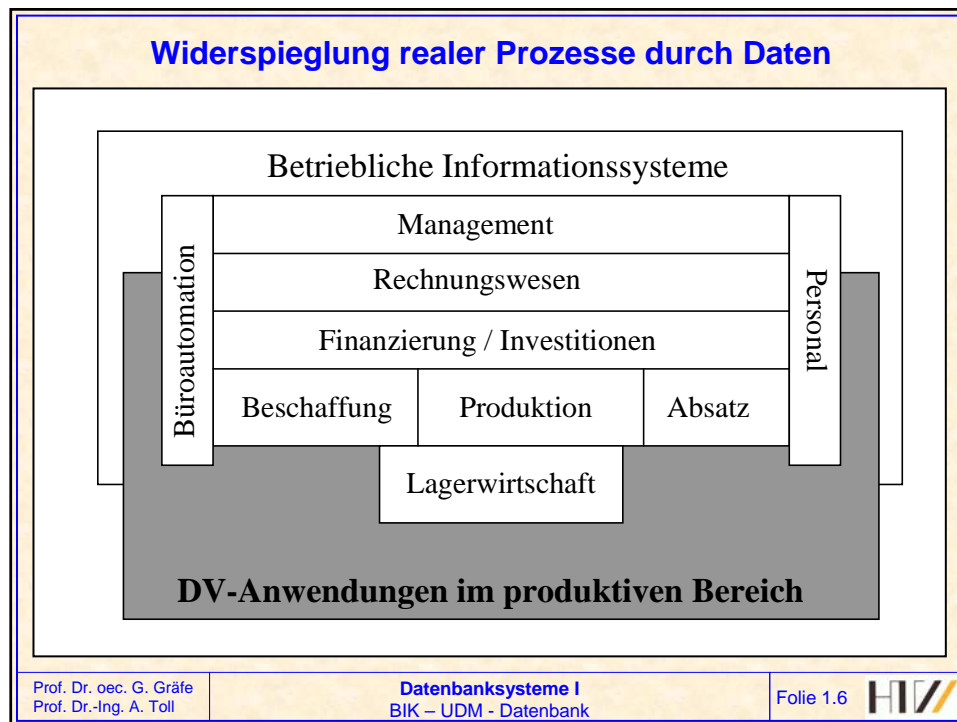 Widerspieglung realer Prozesse durch Daten
Betriebliche Informationssysteme
Management
Rechnungswesen
Finanzierung / Investitionen
Büroautomation
Personal
Beschaffung
Produktion
Absatz
Lagerwirtschaft
DV-Anwendungen im produktiven Bereich
Prof. Dr. oec. G. Gräfe
Prof. Dr.-Ing. A. Toll
Datenbanksysteme I
BIK – UDM - Datenbank
Folie 1.6
HTW